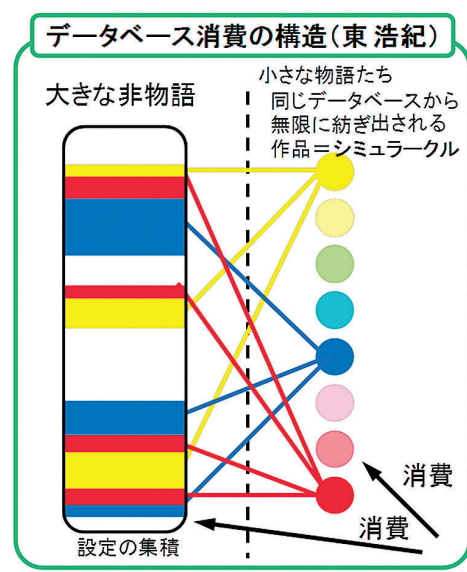 データベース消費の構造(東 浩紀)
大きな非物語
小さな物語たち
同じデータベースから
無限に紡ぎ出される
作品=シミュラークル
消費
消費
設定の集積